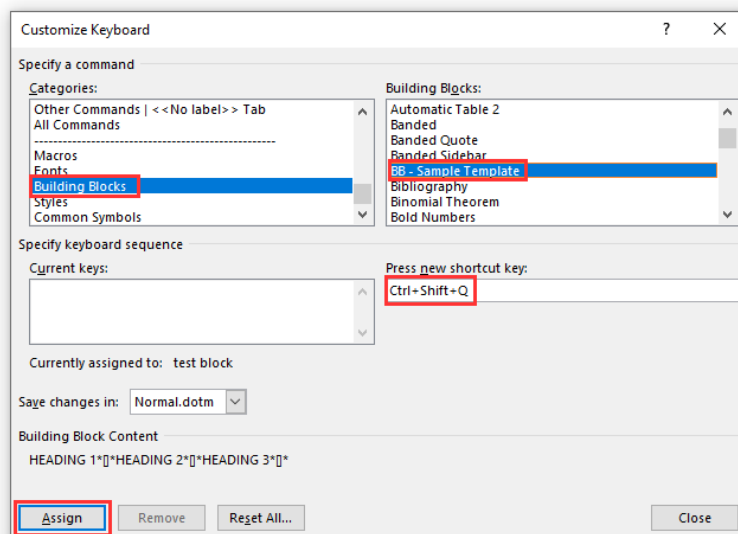 Customize Keyboard
Specify a command
Categories:
Other Commands | <<No label>> Tab
All Commands
--------------------------------------------------
Macros
Fonts
Building Blocks
Styles
Common Symbols
Building Blocks:
Automatic Table 2
Banded
Banded Quote
Banded Sidebar
BB - Sample Template
Bibliography
Binomial Theorem
Bold Numbers
Specify keyboard sequence
Current keys:
Press new shortcut key:
Ctrl+Shift+Q
Currently assigned to: test block
Save changes in: Normal.dotm
Building Block Content
HEADING 1*[]*HEADING 2*[]*HEADING 3*[]*
Assign Remove Reset All... Close